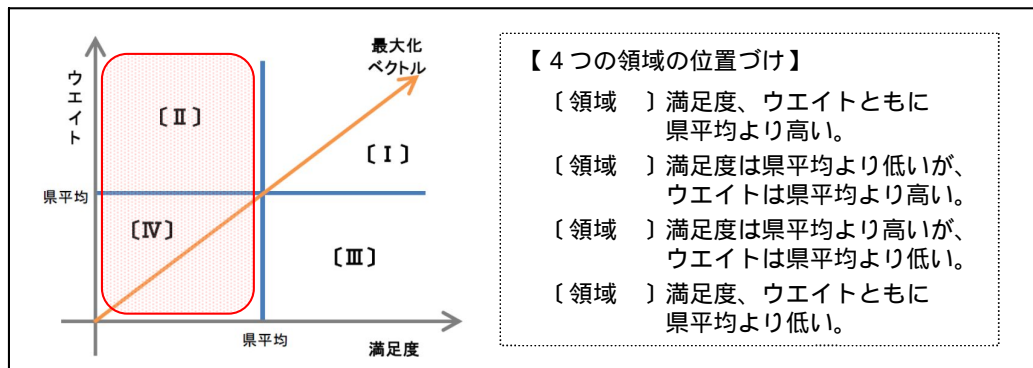 最大化
ベクトル
ウエイト
〔Ⅱ〕
〔Ⅰ〕
県平均
〔Ⅳ〕
〔Ⅲ〕
県平均
満足度
【４つの領域の位置づけ】
〔領域　〕満足度、ウエイトともに
県平均より高い。
〔領域　〕満足度は県平均より低いが、
ウエイトは県平均より高い。
〔領域　〕満足度は県平均より高いが、
ウエイトは県平均より低い。
〔領域　〕満足度、ウエイトともに
県平均より低い。